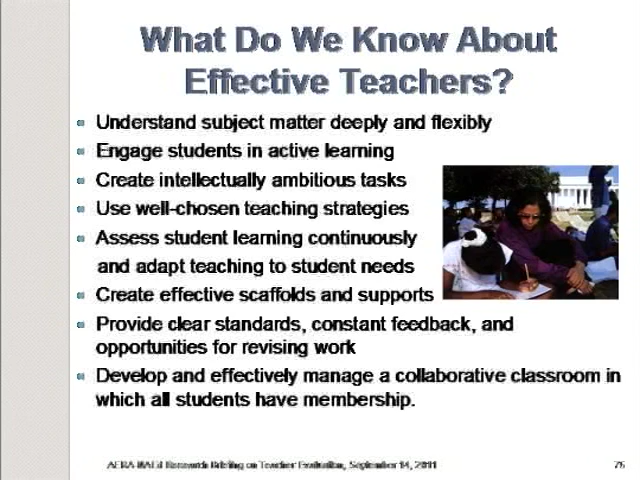 What Do We Know About
Effective Teachers?
Understand subject matter deeply and flexibly
Engage students in active learning
Create intellectually ambitious tasks
Use well-chosen teaching strategies
Assess student learning continuously
and adapt teaching to student needs
Create effective scaffolds and supports
Provide clear standards, constant feedback, and
opportunities for revising work
Develop and effectively manage a collaborative classroom in
which all students have membership.
Research Briefing on Teacher Evaluation, September 14, 2011